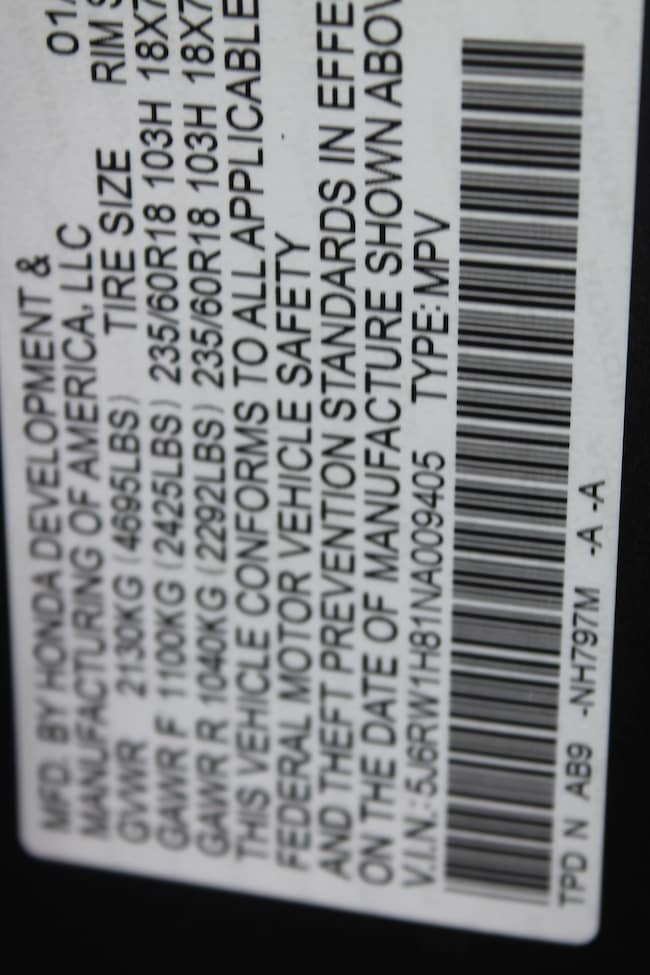 MFD. BY HONDA DEVELOPMENT &
MANUFACTURING OF AMERICA, LLC 01/
GVWR 2130KG (4695LBS) TIRE SIZE RIM S
GAWR F 1100KG (2425LBS) 235/60R18 103H 18X7
GAWR R 1040KG (2292LBS) 235/60R18 103H 18X7
THIS VEHICLE CONFORMS TO ALL APPLICABLE
FEDERAL MOTOR VEHICLE SAFETY
AND THEFT PREVENTION STANDARDS IN EFFE
ON THE DATE OF MANUFACTURE SHOWN ABOV
V.I.N.: 5J6RW1H81NA009405 TYPE: MPV
TPD N AB9 -NH797M -A -A